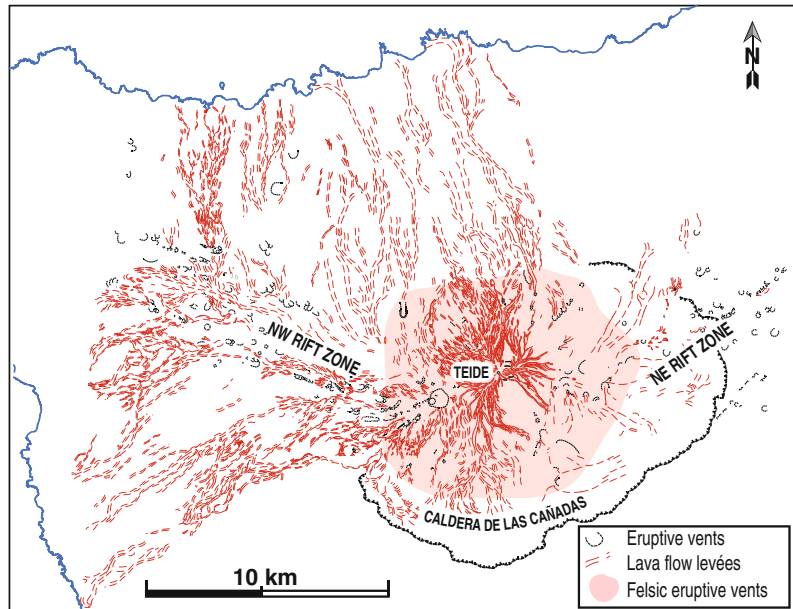 N
NW RIFT ZONE
TEIDE
NE RIFT ZONE
CALDERA DE LAS CAÑADAS
10 km
Eruptive vents
Lava flow levées
Felsic eruptive vents